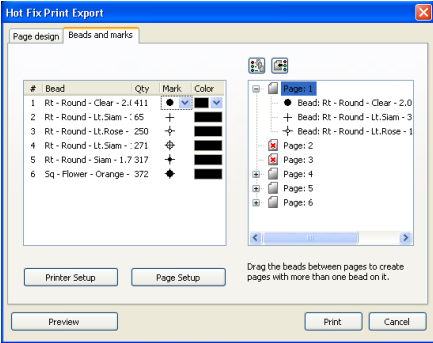 Hot Fix Print Export
Page design Beads and marks
# Bead Qty Mark Color
1 Rt - Round - Clear - 2.( 411
2 Rt - Round - Lt.Siam - : 65
3 Rt - Round - Lt.Rose - 250
4 Rt - Round - Lt.Siam - : 271
5 Rt - Round - Siam - 1.7 317
6 Sq - Flower - Orange - 372
Page: 1
Bead: Rt - Round - Clear - 2.0
Bead: Rt - Round - Lt.Siam - 3
Bead: Rt - Round - Lt.Rose - 1
Page: 2
Page: 3
Page: 4
Page: 5
Page: 6
Drag the beads between pages to create
pages with more than one bead on it.
Printer Setup Page Setup
Preview Print Cancel